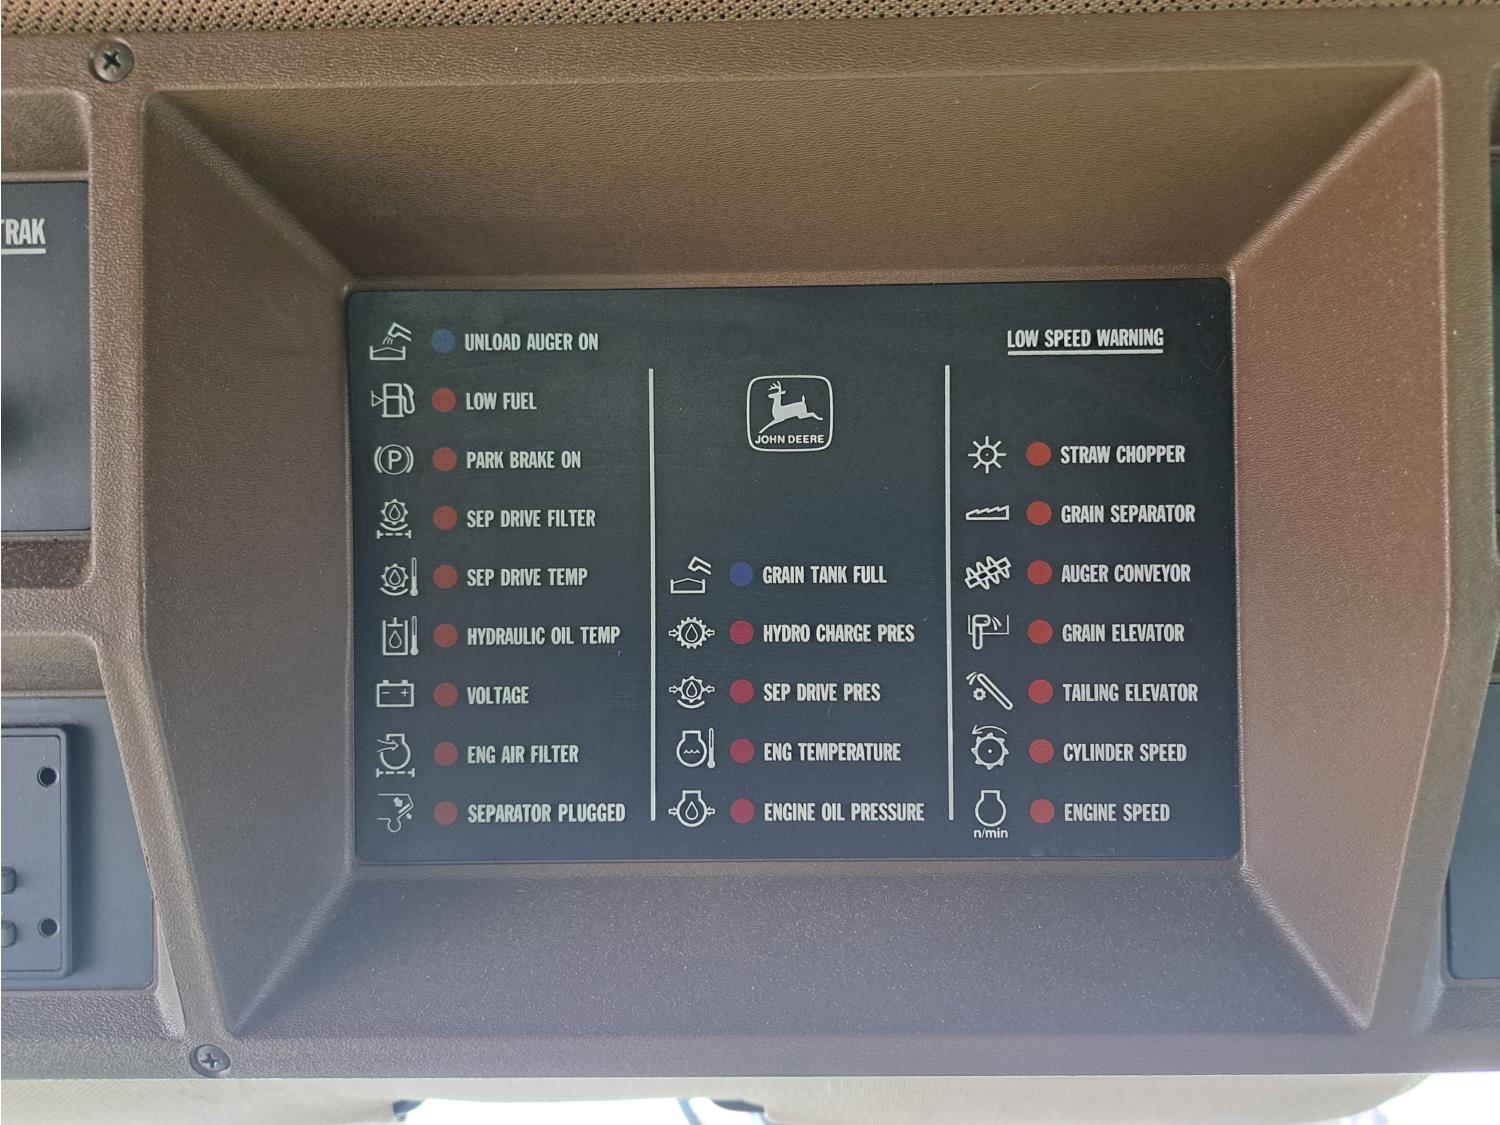 TRAK
UNLOAD AUGER ON
LOW FUEL
P PARK BRAKE ON
SEP DRIVE FILTER
SEP DRIVE TEMP
HYDRAULIC OIL TEMP
VOLTAGE
ENG AIR FILTER
SEPARATOR PLUGGED
JOHN DEERE
GRAIN TANK FULL
HYDRO CHARGE PRES
SEP DRIVE PRES
ENG TEMPERATURE
ENGINE OIL PRESSURE
LOW SPEED WARNING
STRAW CHOPPER
GRAIN SEPARATOR
AUGER CONVEYOR
GRAIN ELEVATOR
TAILING ELEVATOR
CYLINDER SPEED
ENGINE SPEED
n/min